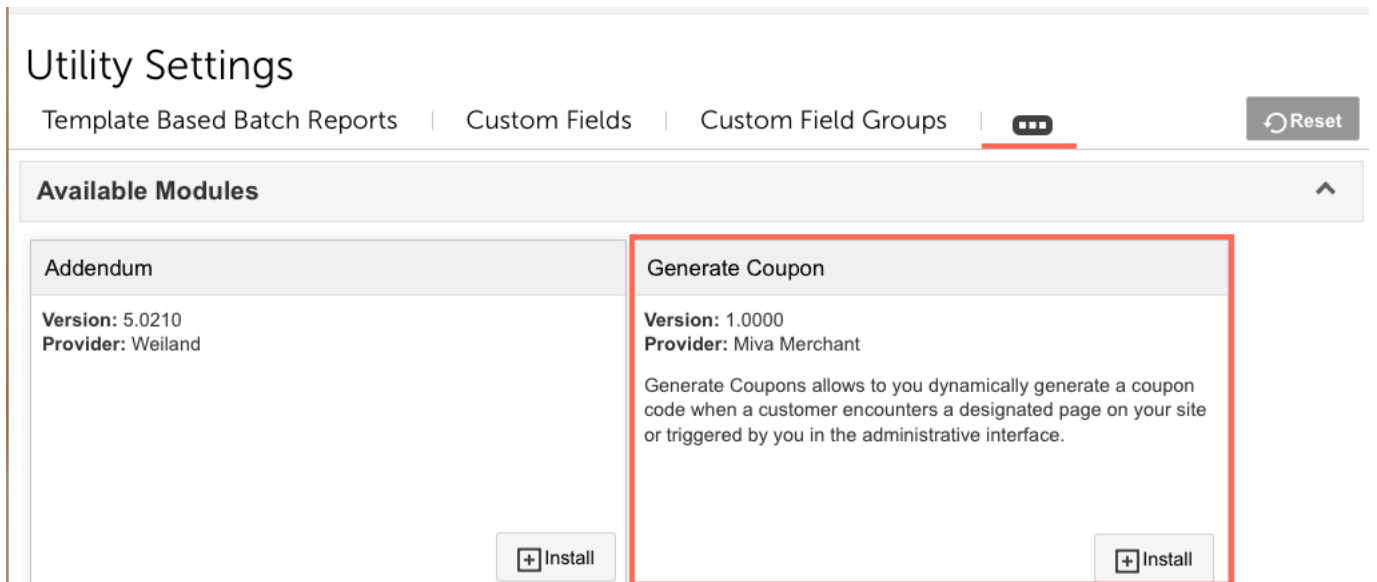 Utility Settings
Template Based Batch Reports | Custom Fields | Custom Field Groups |
Reset
Available Modules
Addendum
Version: 5.0210
Provider: Weiland
Install
Generate Coupon
Version: 1.0000
Provider: Miva Merchant
Generate Coupons allows to you dynamically generate a coupon
code when a customer encounters a designated page on your site
or triggered by you in the administrative interface.
Install